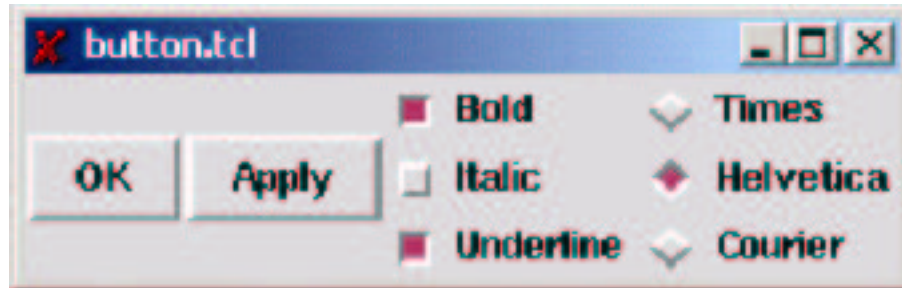 button.tcl
Bold Times
OK Apply Italic Helvetica
Underline Courier